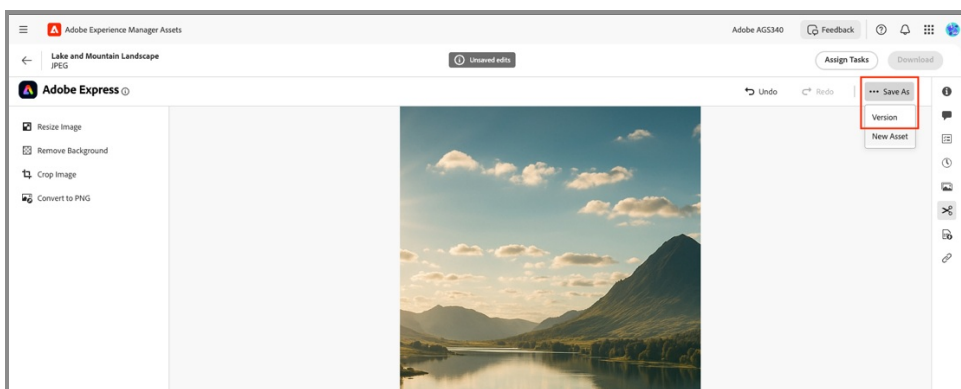 Adobe Experience Manager Assets
Adobe AGS340
Feedback
Lake and Mountain Landscape
JPEG
Unsaved edits
Assign Tasks
Download
Adobe Express
Undo
Redo
Save As
Version
New Asset
Resize Image
Remove Background
Crop Image
Convert to PNG